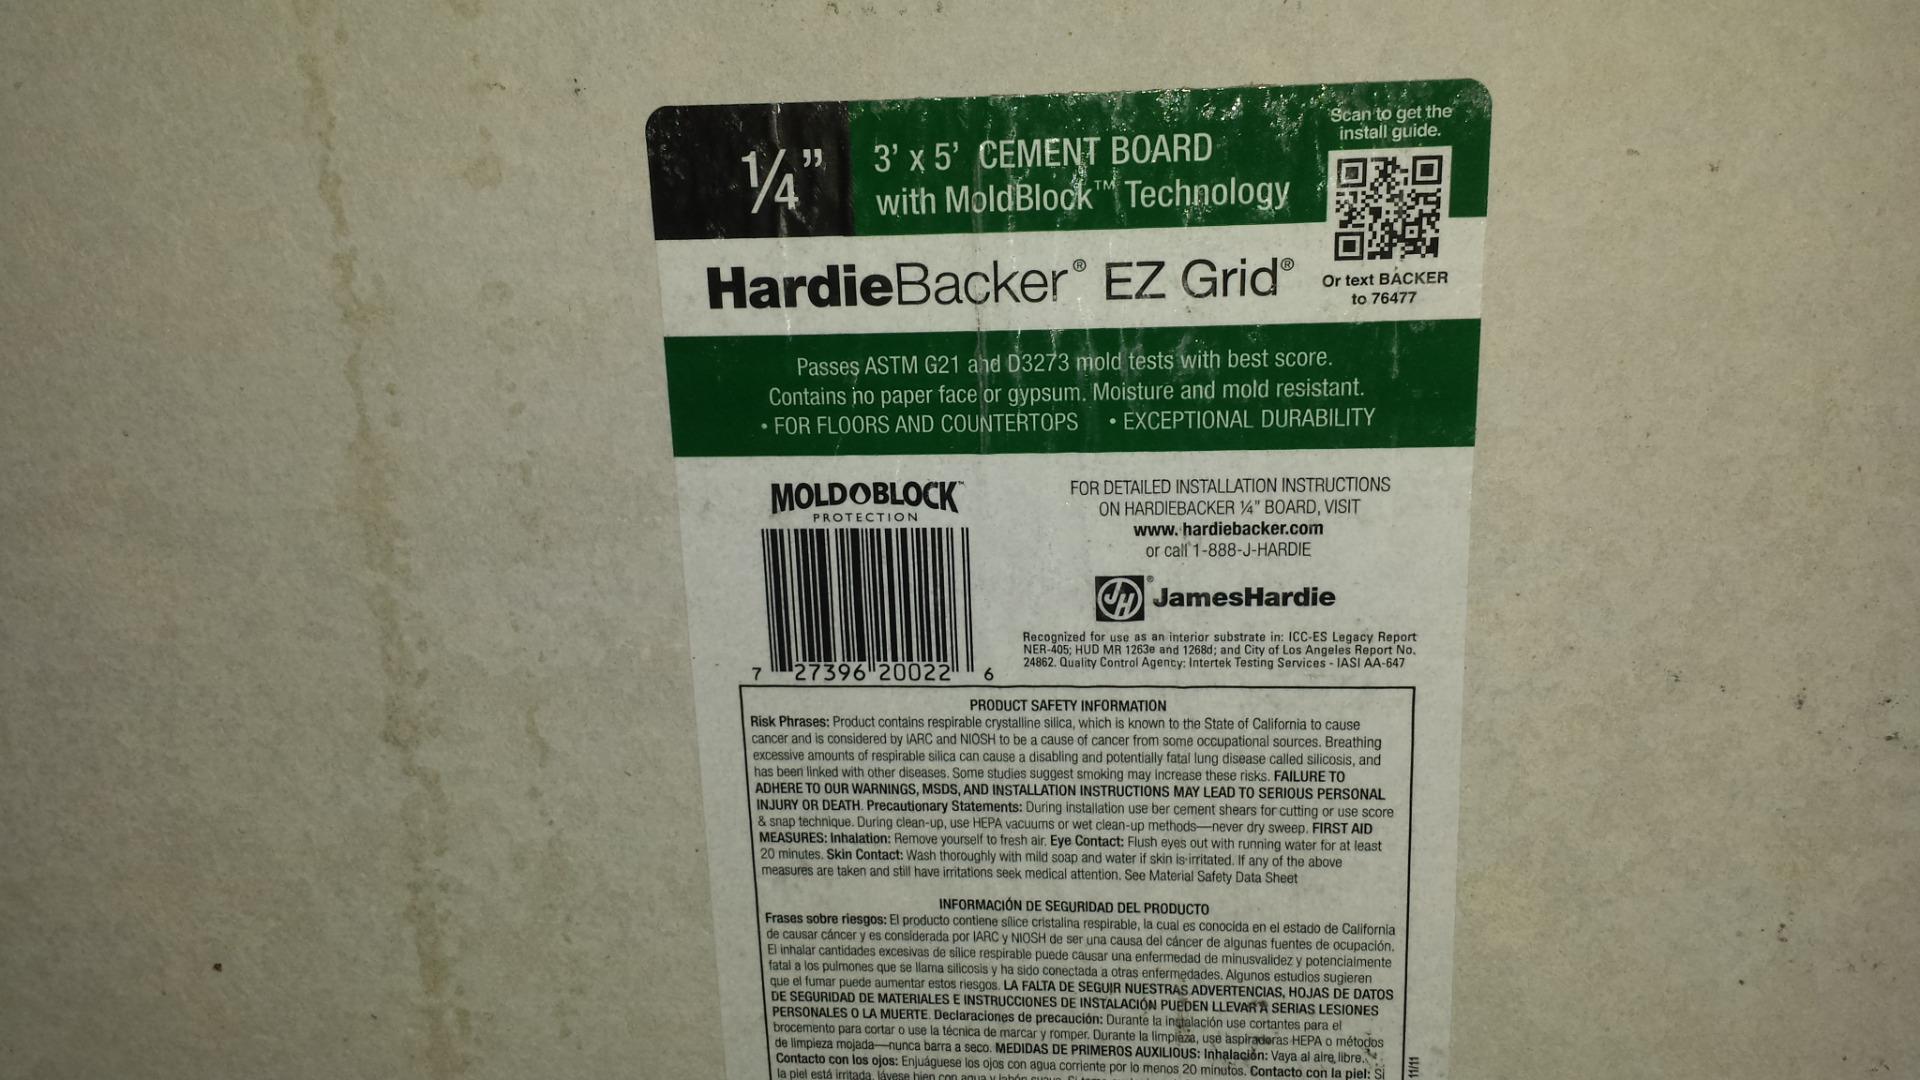 1/4"
3' x 5' CEMENT BOARD
with MoldBlock™ Technology
Scan to get the
install guide.
Or text BACKER
to 76477
HardieBacker® EZ Grid®
Passes ASTM G21 and D3273 mold tests with best score.
Contains no paper face or gypsum. Moisture and mold resistant.
• FOR FLOORS AND COUNTERTOPS • EXCEPTIONAL DURABILITY
MOLDBLOCK™
PROTECTION
7 27396 20022 6
FOR DETAILED INSTALLATION INSTRUCTIONS
ON HARDIEBACKER ¼" BOARD, VISIT
www.hardiebacker.com
or call 1-888-J-HARDIE
JH® JamesHardie
Recognized for use as an interior substrate in: ICC-ES Legacy Report
NER-405; HUD MR 1263e and 1268d; and City of Los Angeles Report No.
24862. Quality Control Agency: Intertek Testing Services - IASI AA-647
PRODUCT SAFETY INFORMATION
Risk Phrases: Product contains respirable crystalline silica, which is known to the State of California to cause
cancer and is considered by IARC and NIOSH to be a cause of cancer from some occupational sources. Breathing
excessive amounts of respirable silica can cause a disabling and potentially fatal lung disease called silicosis, and
has been linked with other diseases. Some studies suggest smoking may increase these risks. FAILURE TO
ADHERE TO OUR WARNINGS, MSDS, AND INSTALLATION INSTRUCTIONS MAY LEAD TO SERIOUS PERSONAL
INJURY OR DEATH. Precautionary Statements: During installation use ber cement shears for cutting or use score
& snap technique. During clean-up, use HEPA vacuums or wet clean-up methods—never dry sweep. FIRST AID
MEASURES: Inhalation: Remove yourself to fresh air. Eye Contact: Flush eyes out with running water for at least
20 minutes. Skin Contact: Wash thoroughly with mild soap and water if skin is irritated. If any of the above
measures are taken and still have irritations seek medical attention. See Material Safety Data Sheet
INFORMACIÓN DE SEGURIDAD DEL PRODUCTO
Frases sobre riesgos: El producto contiene sílice cristalina respirable, la cual es conocida en el estado de California
de causar cáncer y es considerada por IARC y NIOSH de ser una causa del cáncer de algunas fuentes de ocupación.
El inhalar cantidades excesivas de sílice respirable puede causar una enfermedad de minusvalidez y potencialmente
fatal a los pulmones que se llama silicosis y ha sido conectada a otras enfermedades. Algunos estudios sugieren
que el fumar puede aumentar estos riesgos. LA FALTA DE SEGUIR NUESTRAS ADVERTENCIAS, HOJAS DE DATOS
DE SEGURIDAD DE MATERIALES E INSTRUCCIONES DE INSTALACIÓN PUEDEN LLEVAR A SERIAS LESIONES
PERSONALES O LA MUERTE. Declaraciones de precaución: Durante la instalación use cortantes para el
brocemento para cortar o use la técnica de marcar y romper. Durante la limpieza, use aspiradoras HEPA o métodos
de limpieza mojada—nunca barra a seco. MEDIDAS DE PRIMEROS AUXILIOS: Inhalación: Vaya al aire libre.
Contacto con los ojos: Enjuáguese los ojos con agua corriente por lo menos 20 minutos. Contacto con la piel: Si
la piel está irritada, lávese bien con agua y jabón
11/11